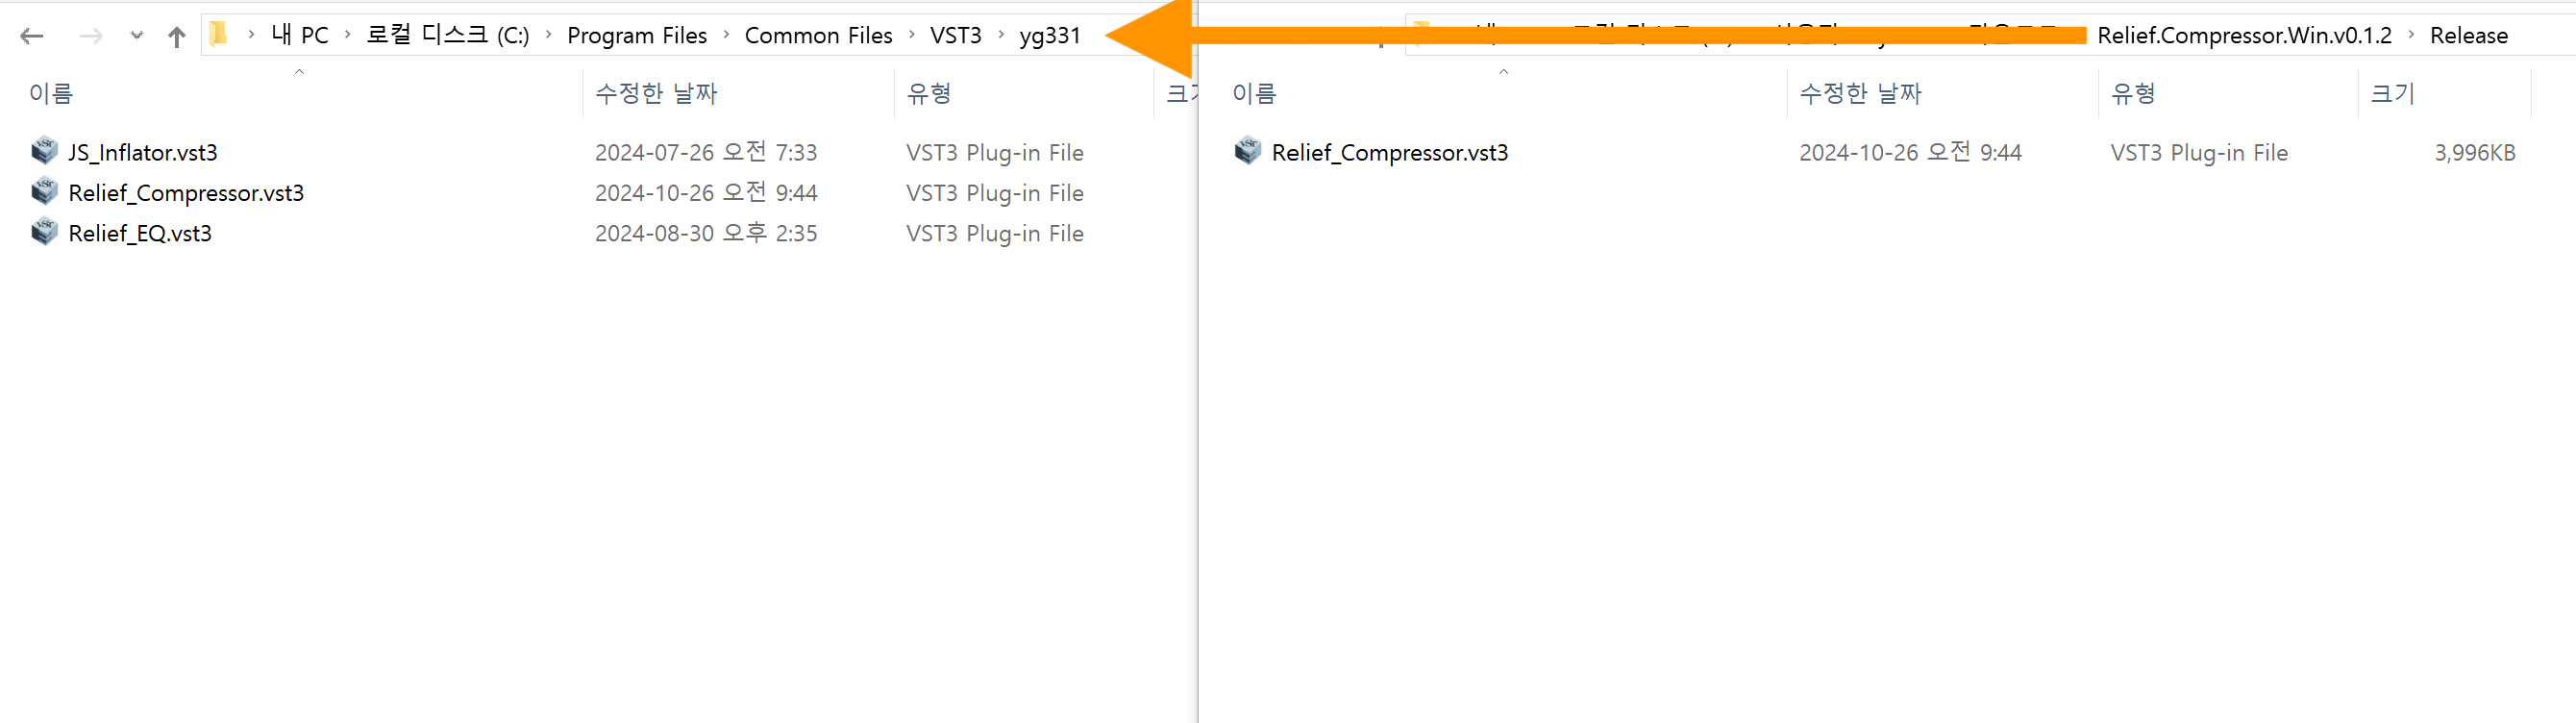 내 PC › 로컬 디스크 (C:) › Program Files › Common Files › VST3 › yg331
이름 수정한 날짜 유형
JS_Inflator.vst3 2024-07-26 오전 7:33 VST3 Plug-in File
Relief_Compressor.vst3 2024-10-26 오전 9:44 VST3 Plug-in File
Relief_EQ.vst3 2024-08-30 오후 2:35 VST3 Plug-in File
Relief.Compressor.Win.v0.1.2 › Release
이름 수정한 날짜 유형 크기
Relief_Compressor.vst3 2024-10-26 오전 9:44 VST3 Plug-in File 3,996KB